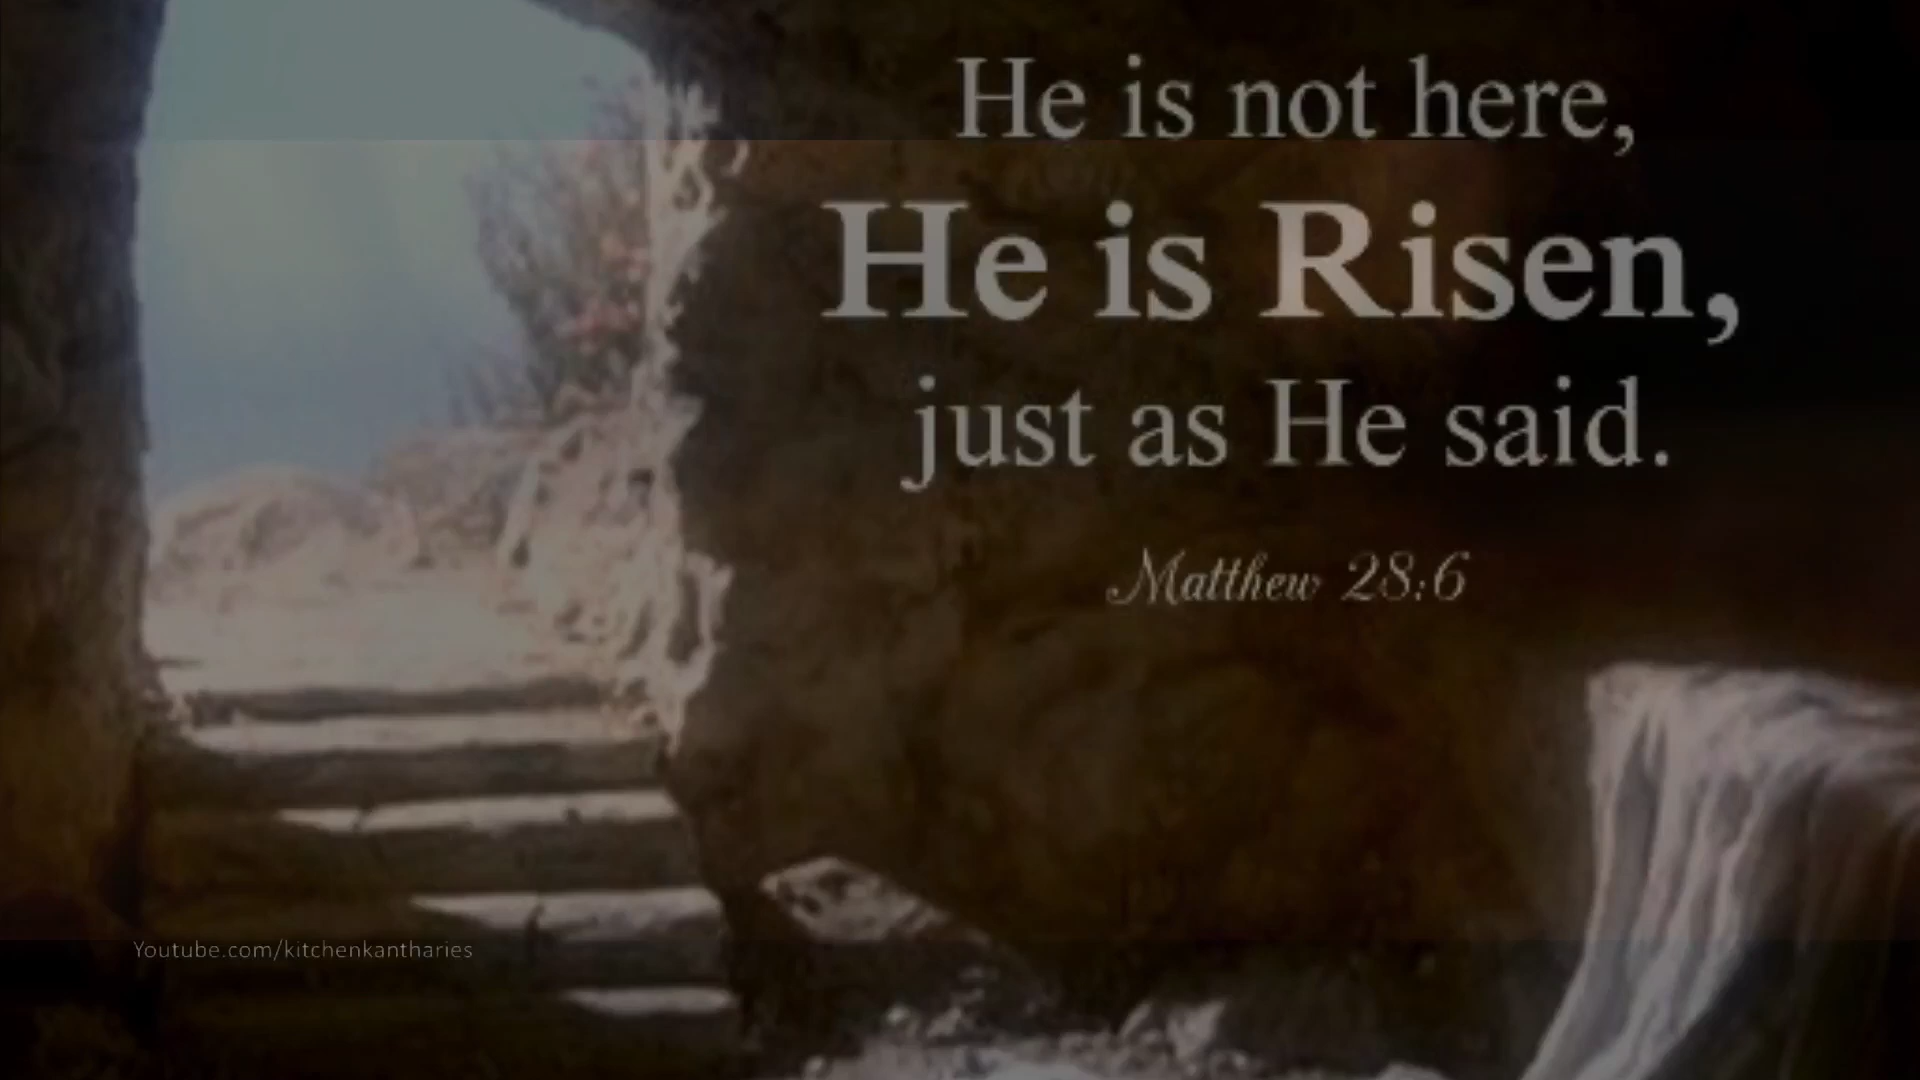 He is not here,
He is Risen,
just as He said.
Matthew 28:6
Youtube.com/kitchenkantharies